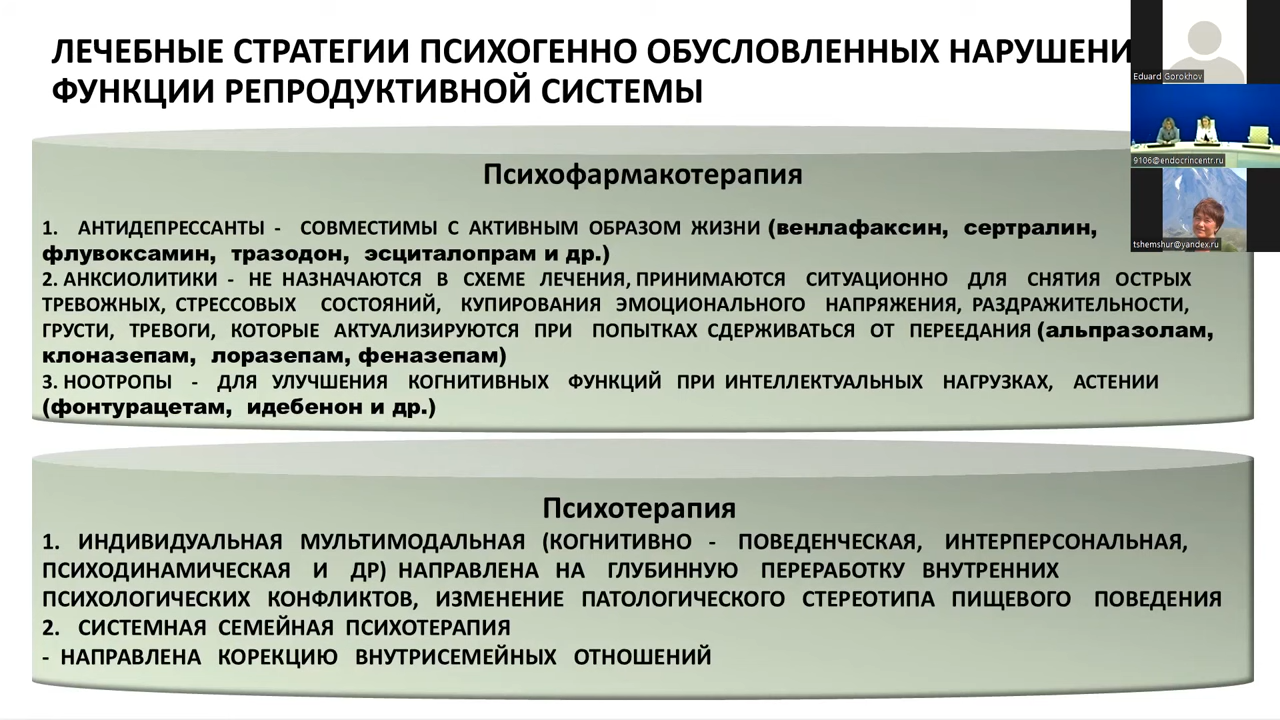 ЛЕЧЕБНЫЕ СТРАТЕГИИ ПСИХОГЕННО ОБУСЛОВЛЕННЫХ НАРУШЕНИ
ФУНКЦИИ РЕПРОДУКТИВНОЙ СИСТЕМЫ
Eduard Gorokhov
9106@endocrincentr.ru
tshemshur@yandex.ru
Психофармакотерапия
1. АНТИДЕПРЕССАНТЫ - СОВМЕСТИМЫ С АКТИВНЫМ ОБРАЗОМ ЖИЗНИ (венлафаксин, сертралин,
флувоксамин, тразодон, эсциталопрам и др.)
2. АНКСИОЛИТИКИ - НЕ НАЗНАЧАЮТСЯ В СХЕМЕ ЛЕЧЕНИЯ, ПРИНИМАЮТСЯ СИТУАЦИОННО ДЛЯ СНЯТИЯ ОСТРЫХ
ТРЕВОЖНЫХ, СТРЕССОВЫХ СОСТОЯНИЙ, КУПИРОВАНИЯ ЭМОЦИОНАЛЬНОГО НАПРЯЖЕНИЯ, РАЗДРАЖИТЕЛЬНОСТИ,
ГРУСТИ, ТРЕВОГИ, КОТОРЫЕ АКТУАЛИЗИРУЮТСЯ ПРИ ПОПЫТКАХ СДЕРЖИВАТЬСЯ ОТ ПЕРЕЕДАНИЯ (альпразолам,
клоназепам, лоразепам, феназепам)
3. НООТРОПЫ - ДЛЯ УЛУЧШЕНИЯ КОГНИТИВНЫХ ФУНКЦИЙ ПРИ ИНТЕЛЛЕКТУАЛЬНЫХ НАГРУЗКАХ, АСТЕНИИ
(фонтурацетам, идебенон и др.)
Психотерапия
1. ИНДИВИДУАЛЬНАЯ МУЛЬТИМОДАЛЬНАЯ (КОГНИТИВНО - ПОВЕДЕНЧЕСКАЯ, ИНТЕРПЕРСОНАЛЬНАЯ,
ПСИХОДИНАМИЧЕСКАЯ И ДР) НАПРАВЛЕНА НА ГЛУБИННУЮ ПЕРЕРАБОТКУ ВНУТРЕННИХ
ПСИХОЛОГИЧЕСКИХ КОНФЛИКТОВ, ИЗМЕНЕНИЕ ПАТОЛОГИЧЕСКОГО СТЕРЕОТИПА ПИЩЕВОГО ПОВЕДЕНИЯ
2. СИСТЕМНАЯ СЕМЕЙНАЯ ПСИХОТЕРАПИЯ
- НАПРАВЛЕНА КОРЕКЦИЮ ВНУТРИСЕМЕЙНЫХ ОТНОШЕНИЙ